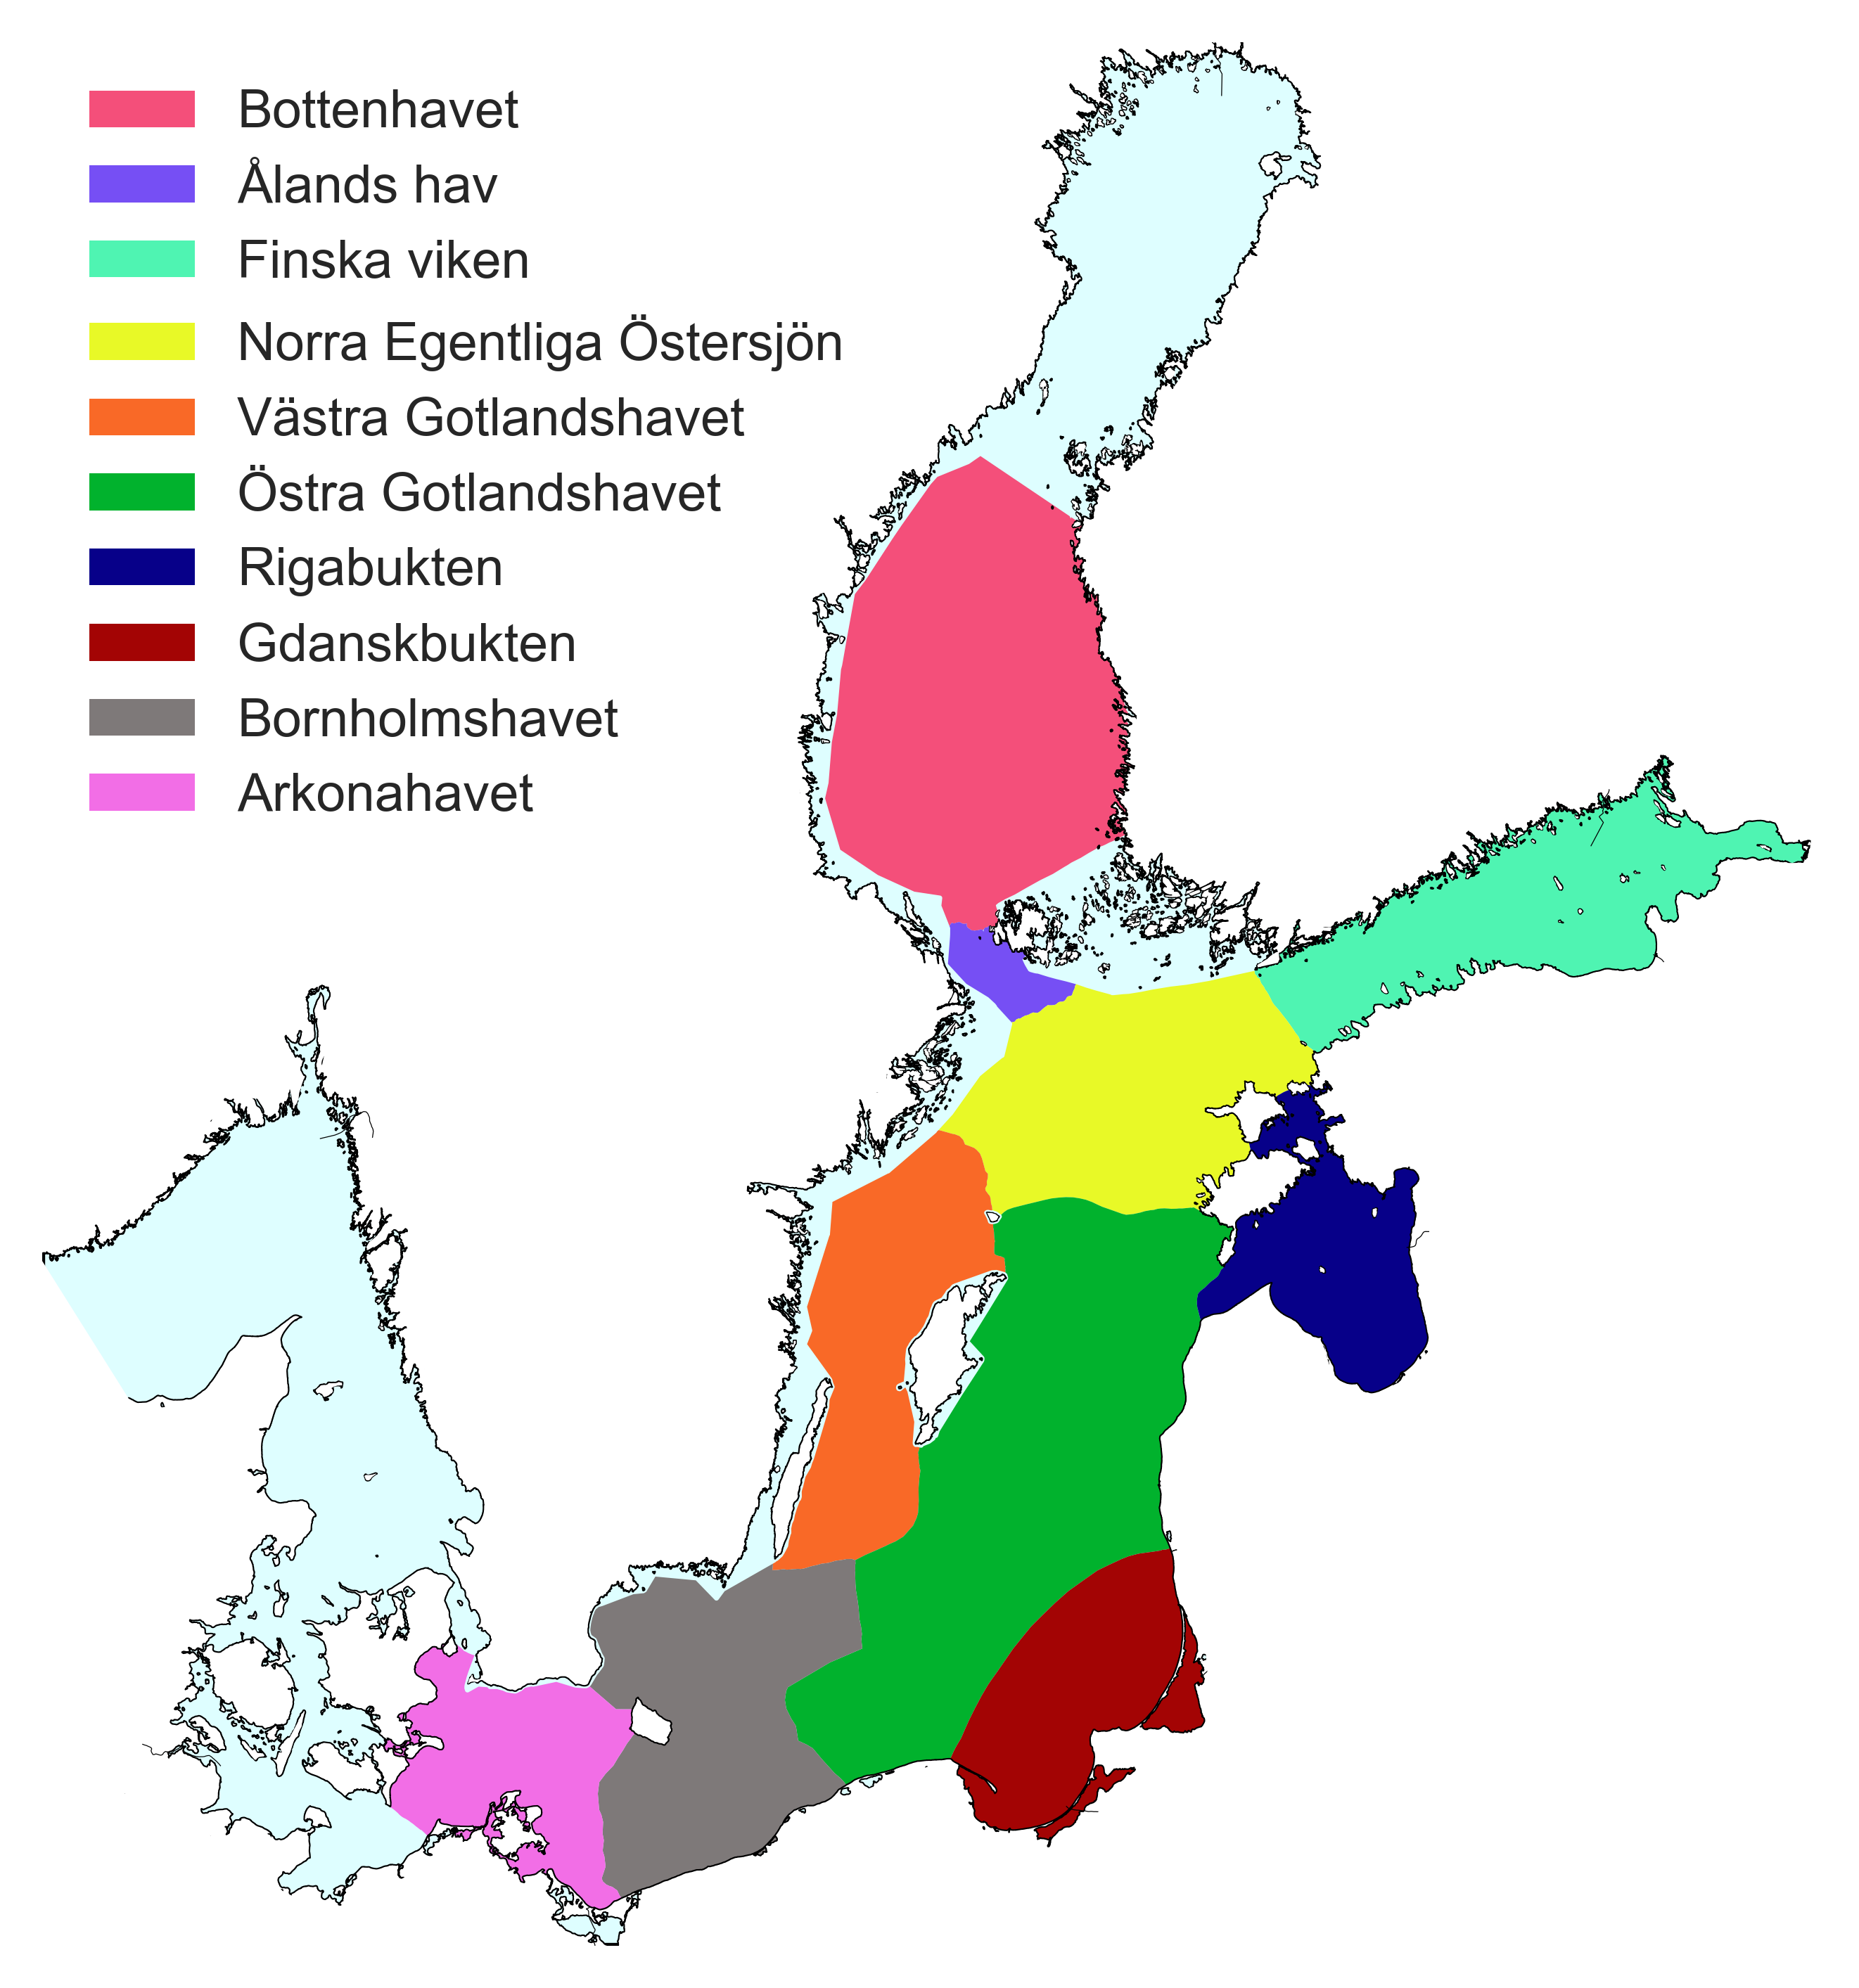 Bottenhavet
Ålands hav
Finska viken
Norra Egentliga Östersjön
Västra Gotlandshavet
Östra Gotlandshavet
Rigabukten
Gdanskbukten
Bornholmshavet
Arkonahavet